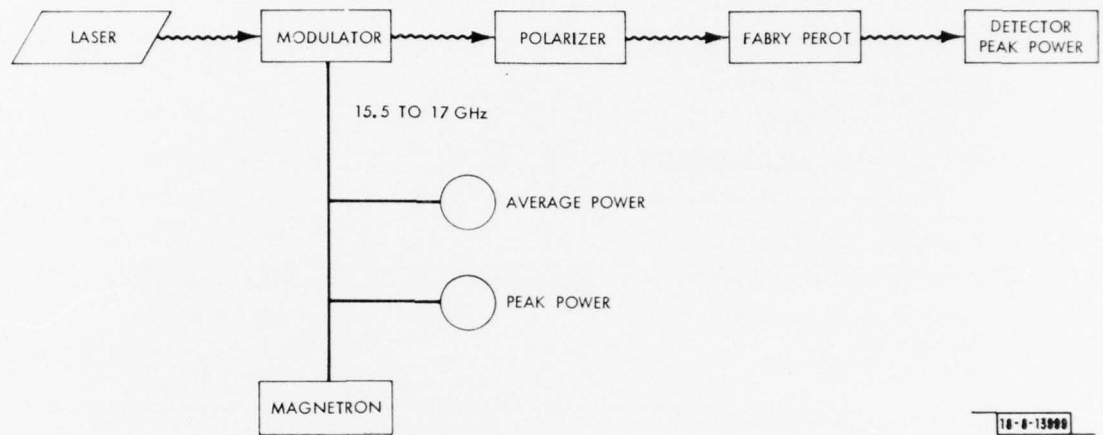 LASER
MODULATOR
POLARIZER
FABRY PEROT
DETECTOR
PEAK POWER
15.5 TO 17 GHz
AVERAGE POWER
PEAK POWER
MAGNETRON